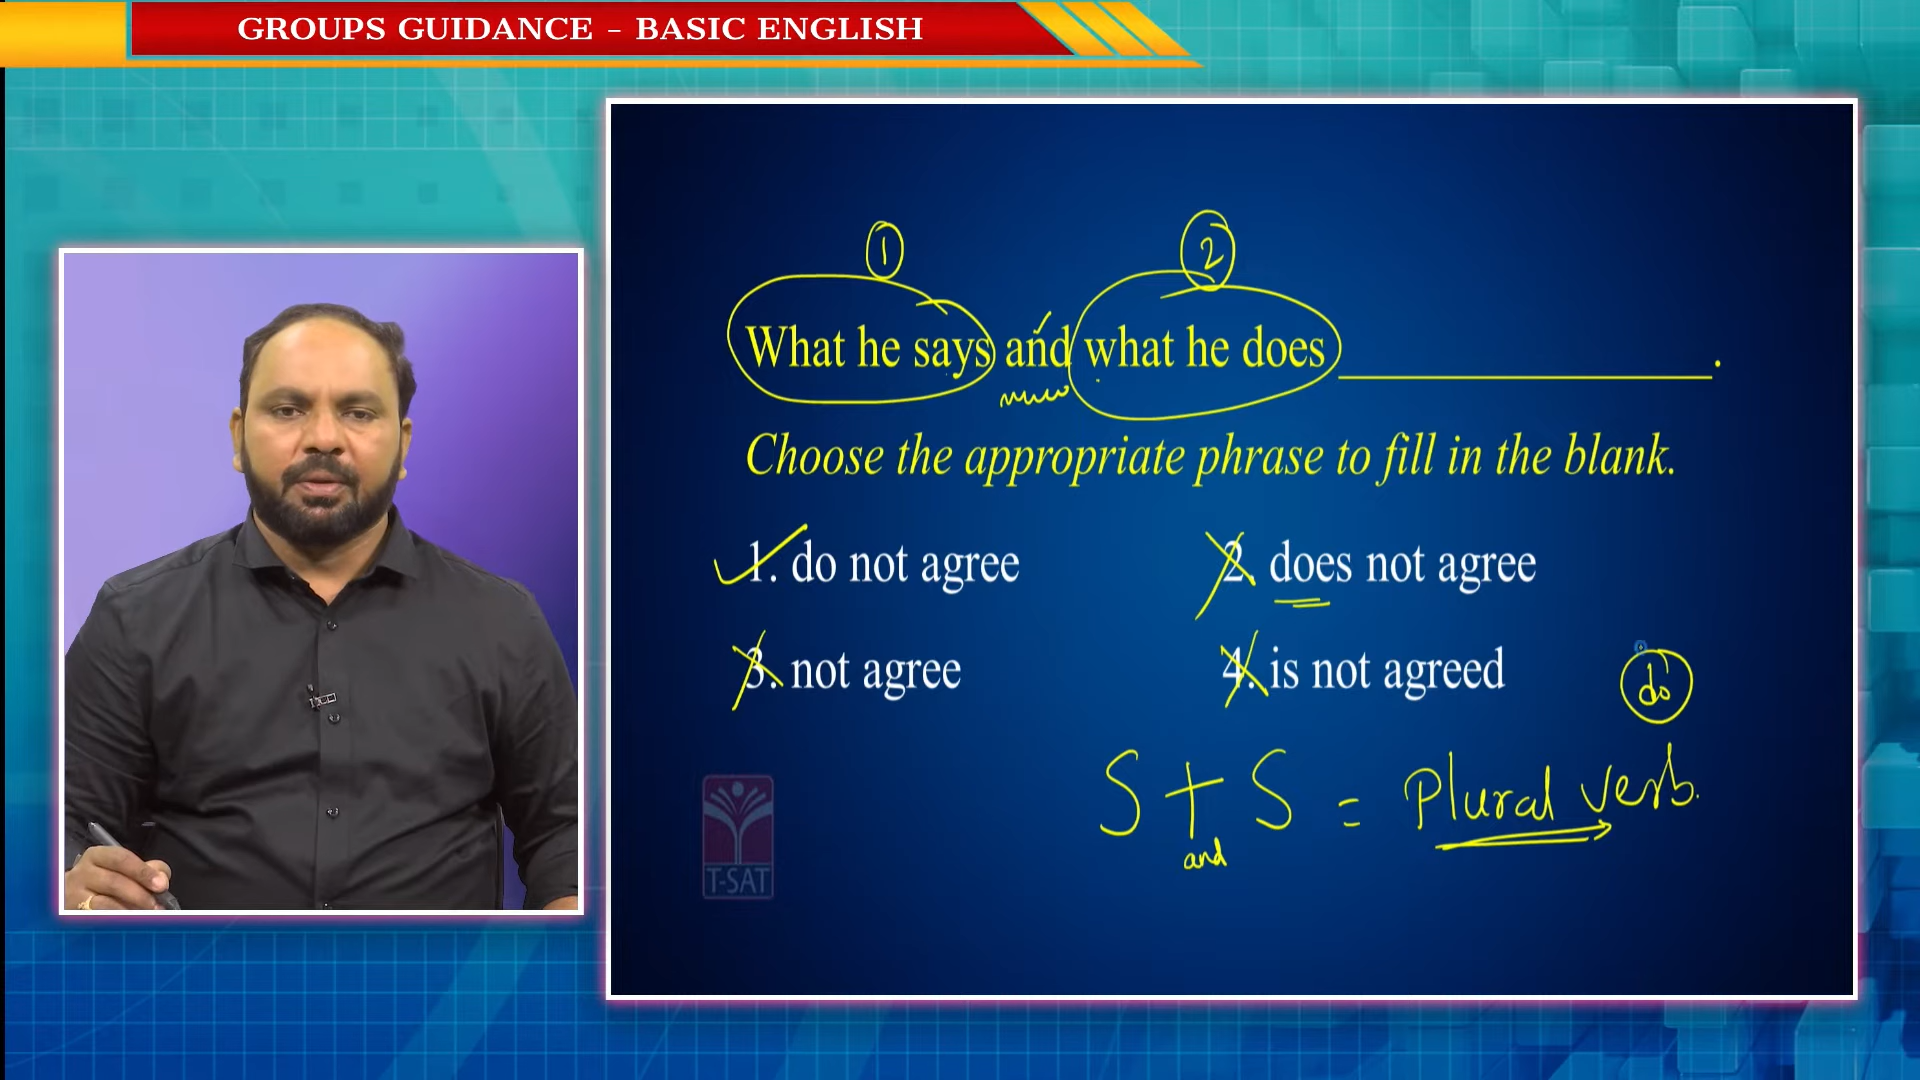 GROUPS GUIDANCE – BASIC ENGLISH
1 2
What he says and what he does ____________.
Choose the appropriate phrase to fill in the blank.
1. do not agree 2. does not agree
3. not agree 4. is not agreed
do
S + S = Plural verb.
and
T-SAT